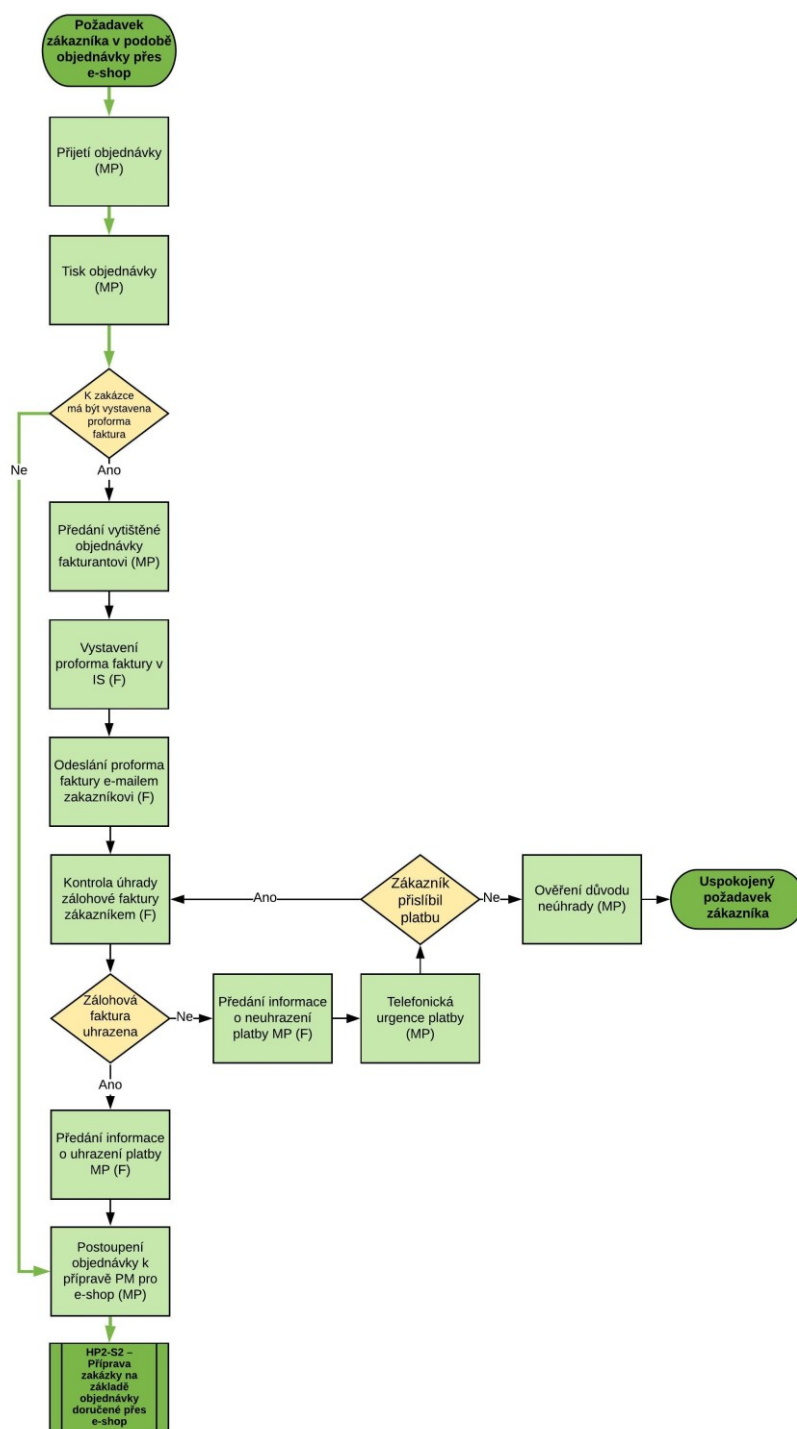 Požadavek
zákazníka v podobě
objednávky přes
e-shop
Přijetí objednávky
(MP)
Tisk objednávky
(MP)
K zakázce
má být vystavena
proforma
faktura
Ne
Ano
Předání vytištěné
objednávky
fakturantovi (MP)
Vystavení
proforma faktury v
IS (F)
Odeslání proforma
faktury e-mailem
zakazníkovi (F)
Kontrola úhrady
zálohové faktury
zákazníkem (F)
Ano
Zákazník
přislíbil
platbu
Ne
Ověření důvodu
neúhrady (MP)
Uspokojený
požadavek
zákazníka
Zálohová
faktura
uhrazena
Ne
Předání informace
o neuhrazení
platby MP (F)
Telefonická
urgence platby
(MP)
Ano
Předání informace
o uhrazení platby
MP (F)
Postoupení
objednávky k
přípravě PM pro
e-shop (MP)
HP2-S2 –
Příprava
zakázky na
základě
objednávky
doručené přes
e-shop